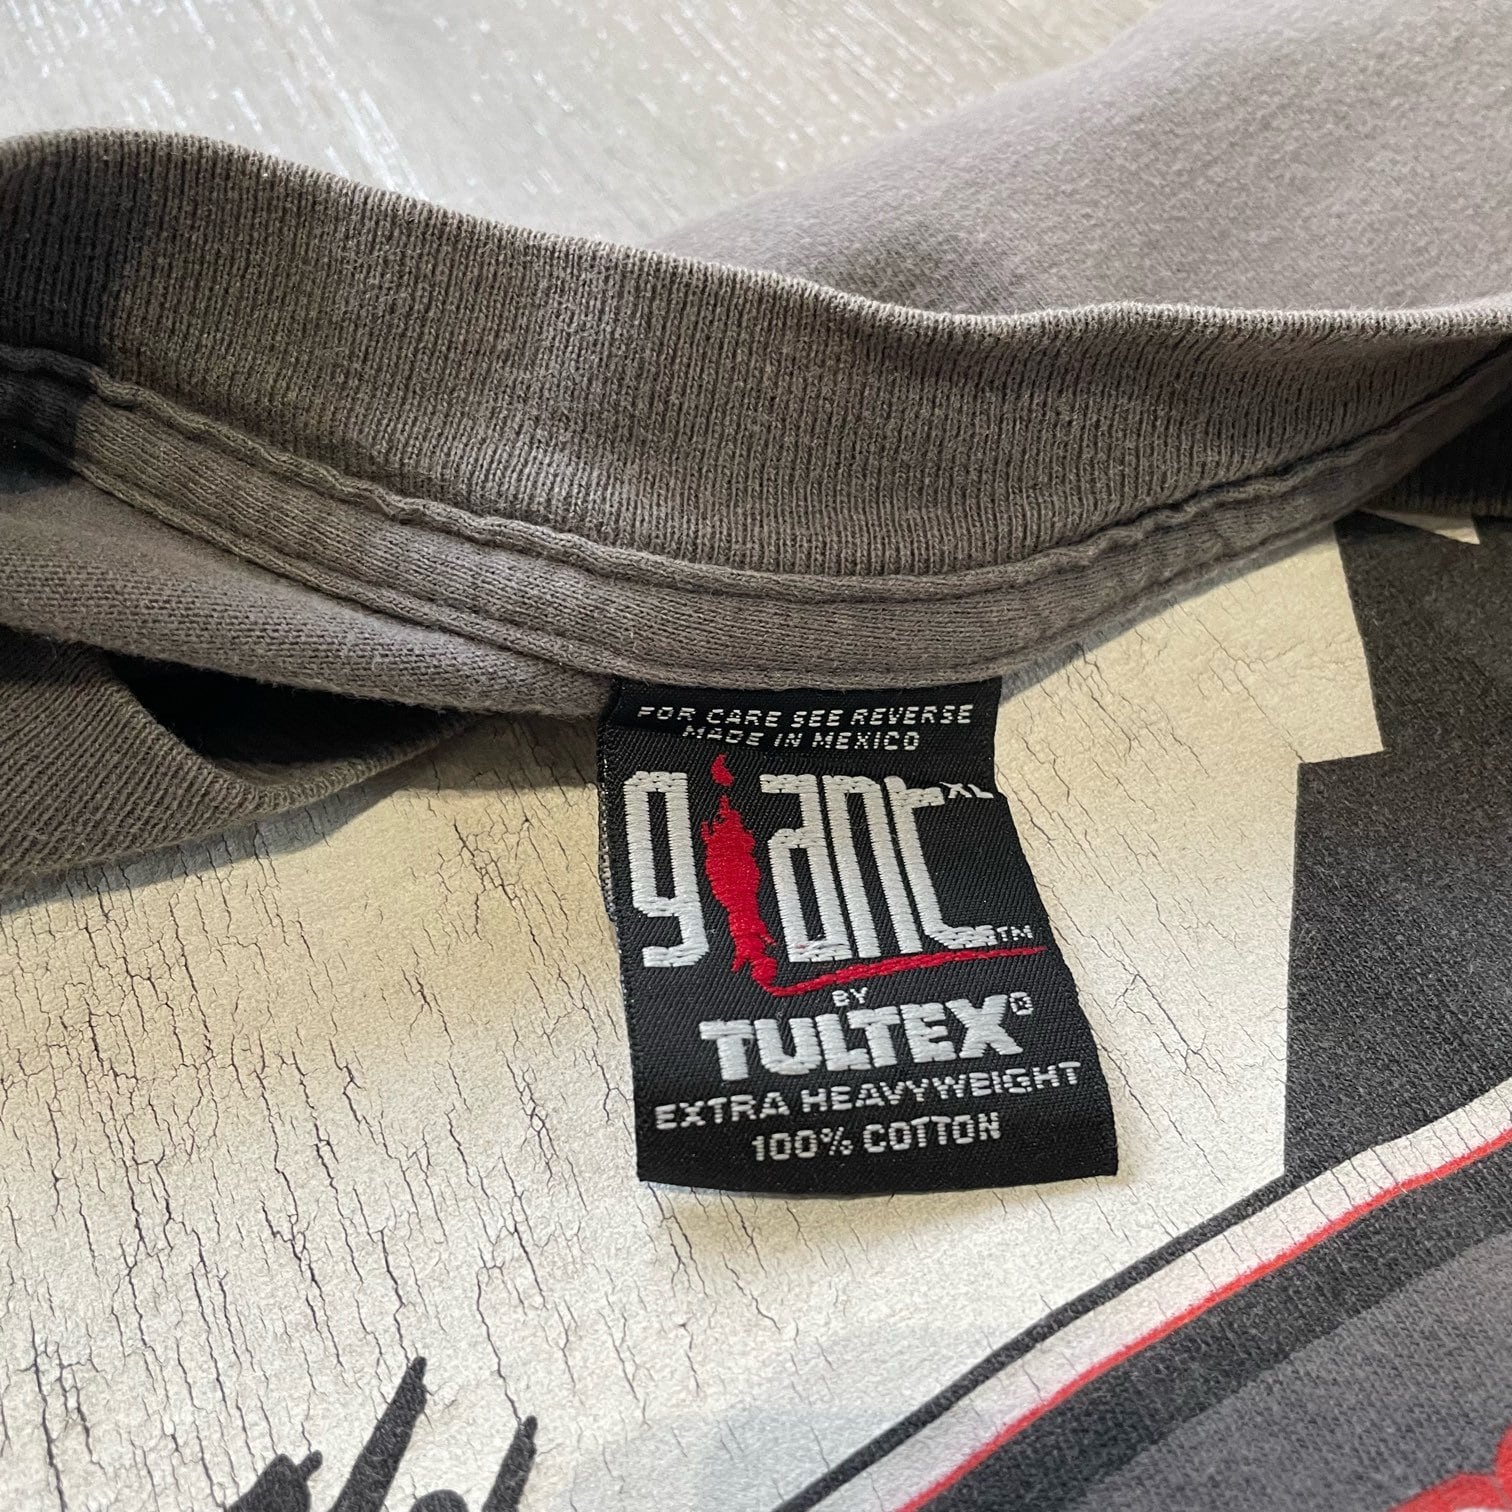 FOR CARE SEE REVERSE
MADE IN MEXICO
giant XL
TM
BY
TULTEX®
EXTRA HEAVYWEIGHT
100% COTTON